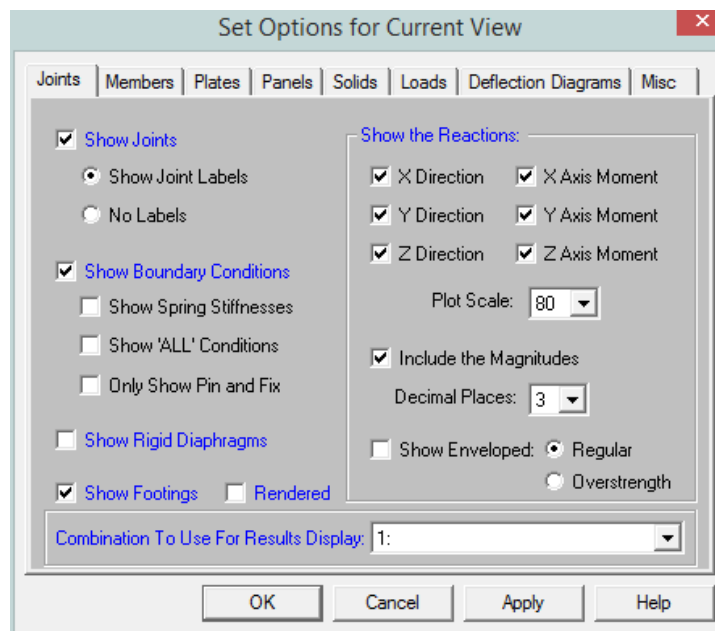 Set Options for Current View
Joints Members Plates Panels Solids Loads Deflection Diagrams Misc
Show Joints
Show Joint Labels
No Labels
Show Boundary Conditions
Show Spring Stiffnesses
Show 'ALL' Conditions
Only Show Pin and Fix
Show Rigid Diaphragms
Show Footings Rendered
Show the Reactions:
X Direction X Axis Moment
Y Direction Y Axis Moment
Z Direction Z Axis Moment
Plot Scale: 80
Include the Magnitudes
Decimal Places: 3
Show Enveloped: Regular
Overstrength
Combination To Use For Results Display: 1:
OK Cancel Apply Help